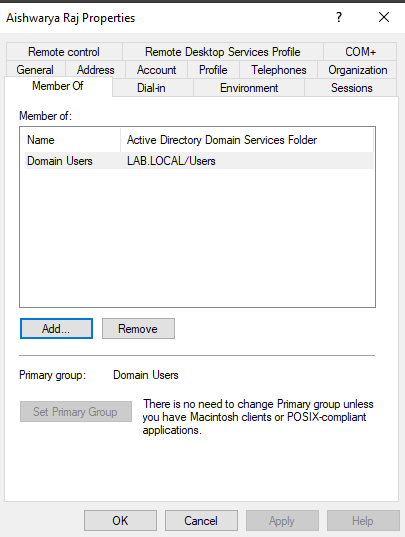 Aishwarya Raj Properties
? ×
Remote control Remote Desktop Services Profile COM+
General Address Account Profile Telephones Organization
Member Of Dial-in Environment Sessions
Member of:
Name Active Directory Domain Services Folder
Domain Users LAB.LOCAL/Users
Add... Remove
Primary group: Domain Users
Set Primary Group
There is no need to change Primary group unless
you have Macintosh clients or POSIX-compliant
applications.
OK Cancel Apply Help